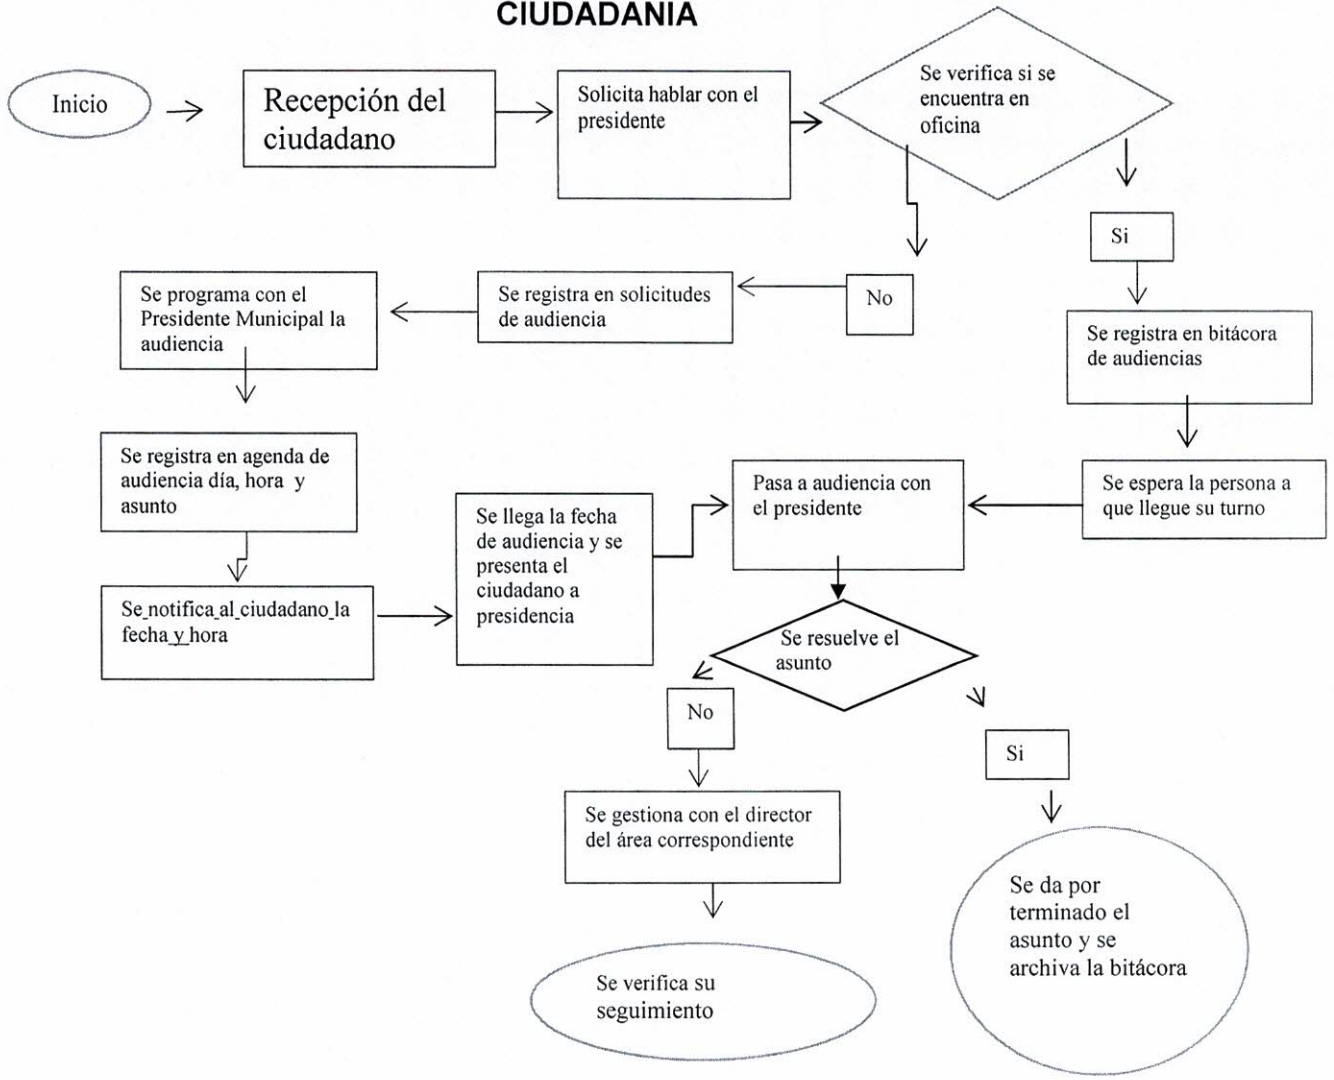 CIUDADANIA
Inicio
Recepción del
ciudadano
Solicita hablar con el
presidente
Se verifica si se
encuentra en
oficina
Si
No
Se registra en solicitudes
de audiencia
Se programa con el
Presidente Municipal la
audiencia
Se registra en bitácora
de audiencias
Se registra en agenda de
audiencia día, hora y
asunto
Se espera la persona a
que llegue su turno
Pasa a audiencia con
el presidente
Se llega la fecha
de audiencia y se
presenta el
ciudadano a
presidencia
Se notifica al ciudadano la
fecha y hora
Se resuelve el
asunto
No
Si
Se gestiona con el director
del área correspondiente
Se da por
terminado el
asunto y se
archiva la bitácora
Se verifica su
seguimiento